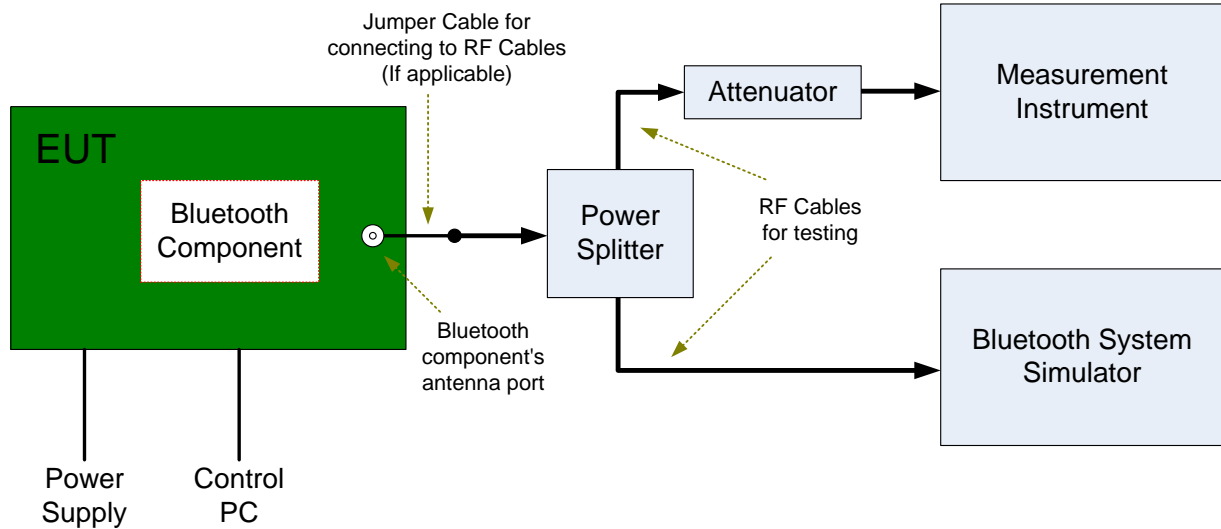 Jumper Cable for
connecting to RF Cables
(If applicable)
EUT
Bluetooth
Component
Bluetooth
component's
antenna port
Power
Supply
Control
PC
Power
Splitter
Attenuator
RF Cables
for testing
Measurement
Instrument
Bluetooth System
Simulator